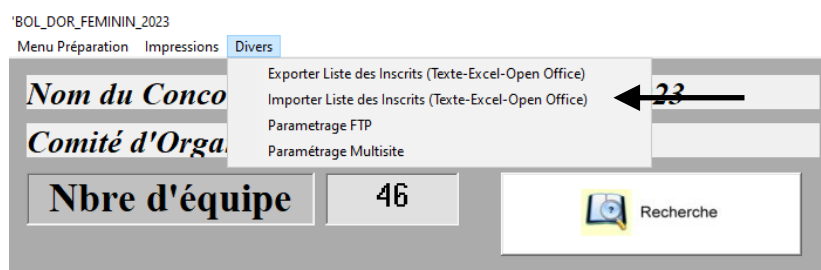 'BOL_DOR_FEMININ_2023
Menu Préparation Impressions Divers
Exporter Liste des Inscrits (Texte-Excel-Open Office)
Nom du Conco 23
Importer Liste des Inscrits (Texte-Excel-Open Office)
Parametrage FTP
Comité d'Orga
Paramétrage Multisite
Nbre d'équipe 46
Recherche